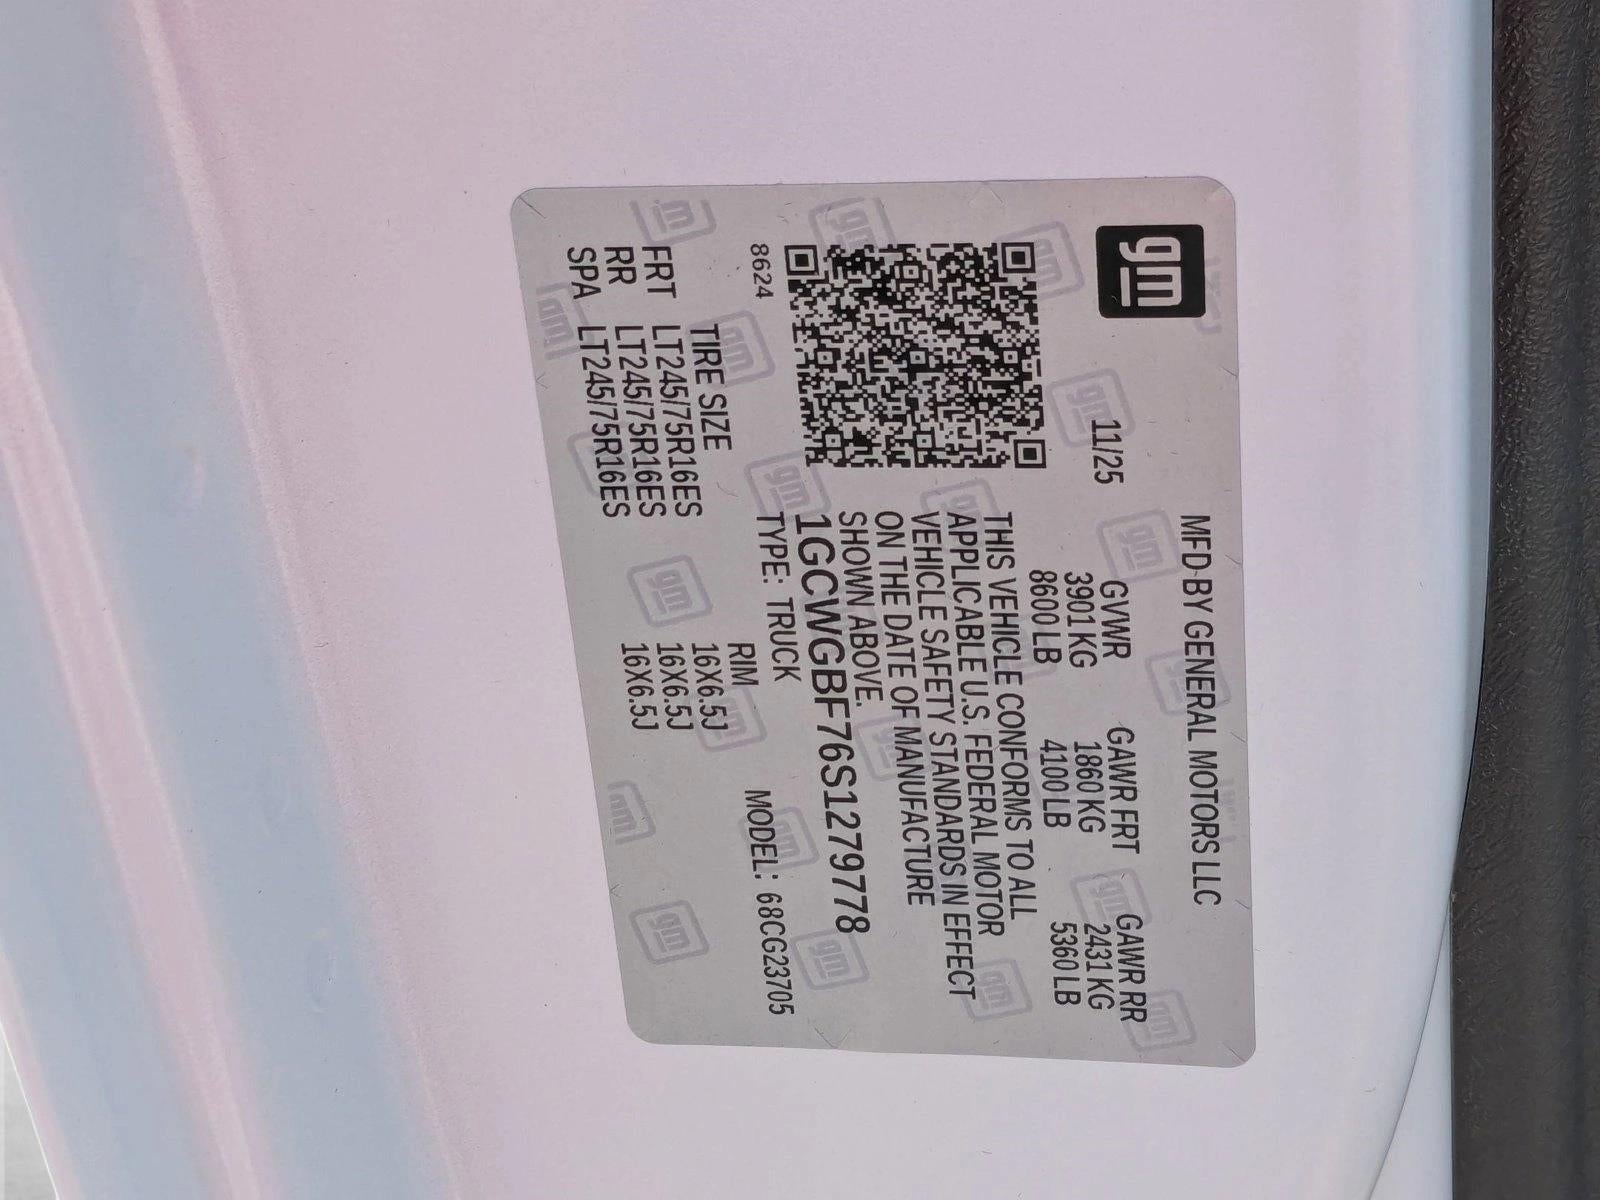 gm
MFD BY GENERAL MOTORS LLC
11/25
GVWR GAWR FRT GAWR RR
3901 KG 1860 KG 2431 KG
8600 LB 4100 LB 5360 LB
THIS VEHICLE CONFORMS TO ALL
APPLICABLE U.S. FEDERAL MOTOR
VEHICLE SAFETY STANDARDS IN EFFECT
ON THE DATE OF MANUFACTURE
SHOWN ABOVE.
1GCWGBF76S1279778
8624
TYPE: TRUCK MODEL: 68CG23705
TIRE SIZE RIM
FRT LT245/75R16ES 16X6.5J
RR LT245/75R16ES 16X6.5J
SPA LT245/75R16ES 16X6.5J